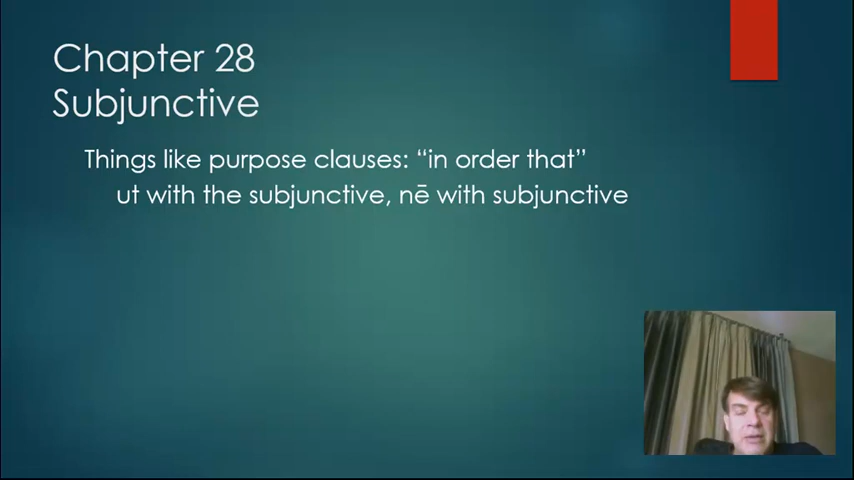 Chapter 28
Subjunctive
Things like purpose clauses: “in order that”
ut with the subjunctive, nē with subjunctive